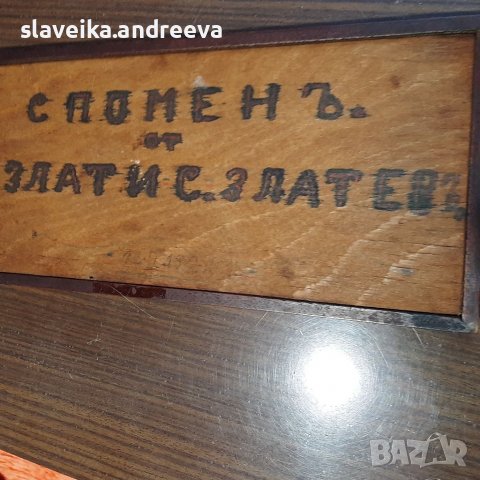 slaveika.andreeva
СПОМЕНЪ.
от
ЗЛАТИ С. ЗЛАТЕВЪ
BAZAR